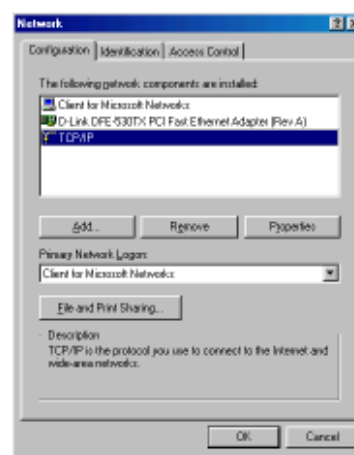 Network
Configuration Identification Access Control
The following network components are installed:
Client for Microsoft Networks
D-Link DFE-530TX PCI Fast Ethernet Adapter (Rev A)
TCP/IP
Add... Remove Properties
Primary Network Logon:
Client for Microsoft Networks
File and Print Sharing...
Description
TCP/IP is the protocol you use to connect to the Internet and
wide-area networks.
OK Cancel